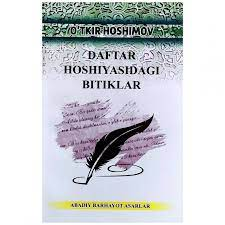 O'TKIR HOSHIMOV
DAFTAR
HOSHIYASIDAGI
BITIKLAR
ABADIY BARHAYOT ASARLAR